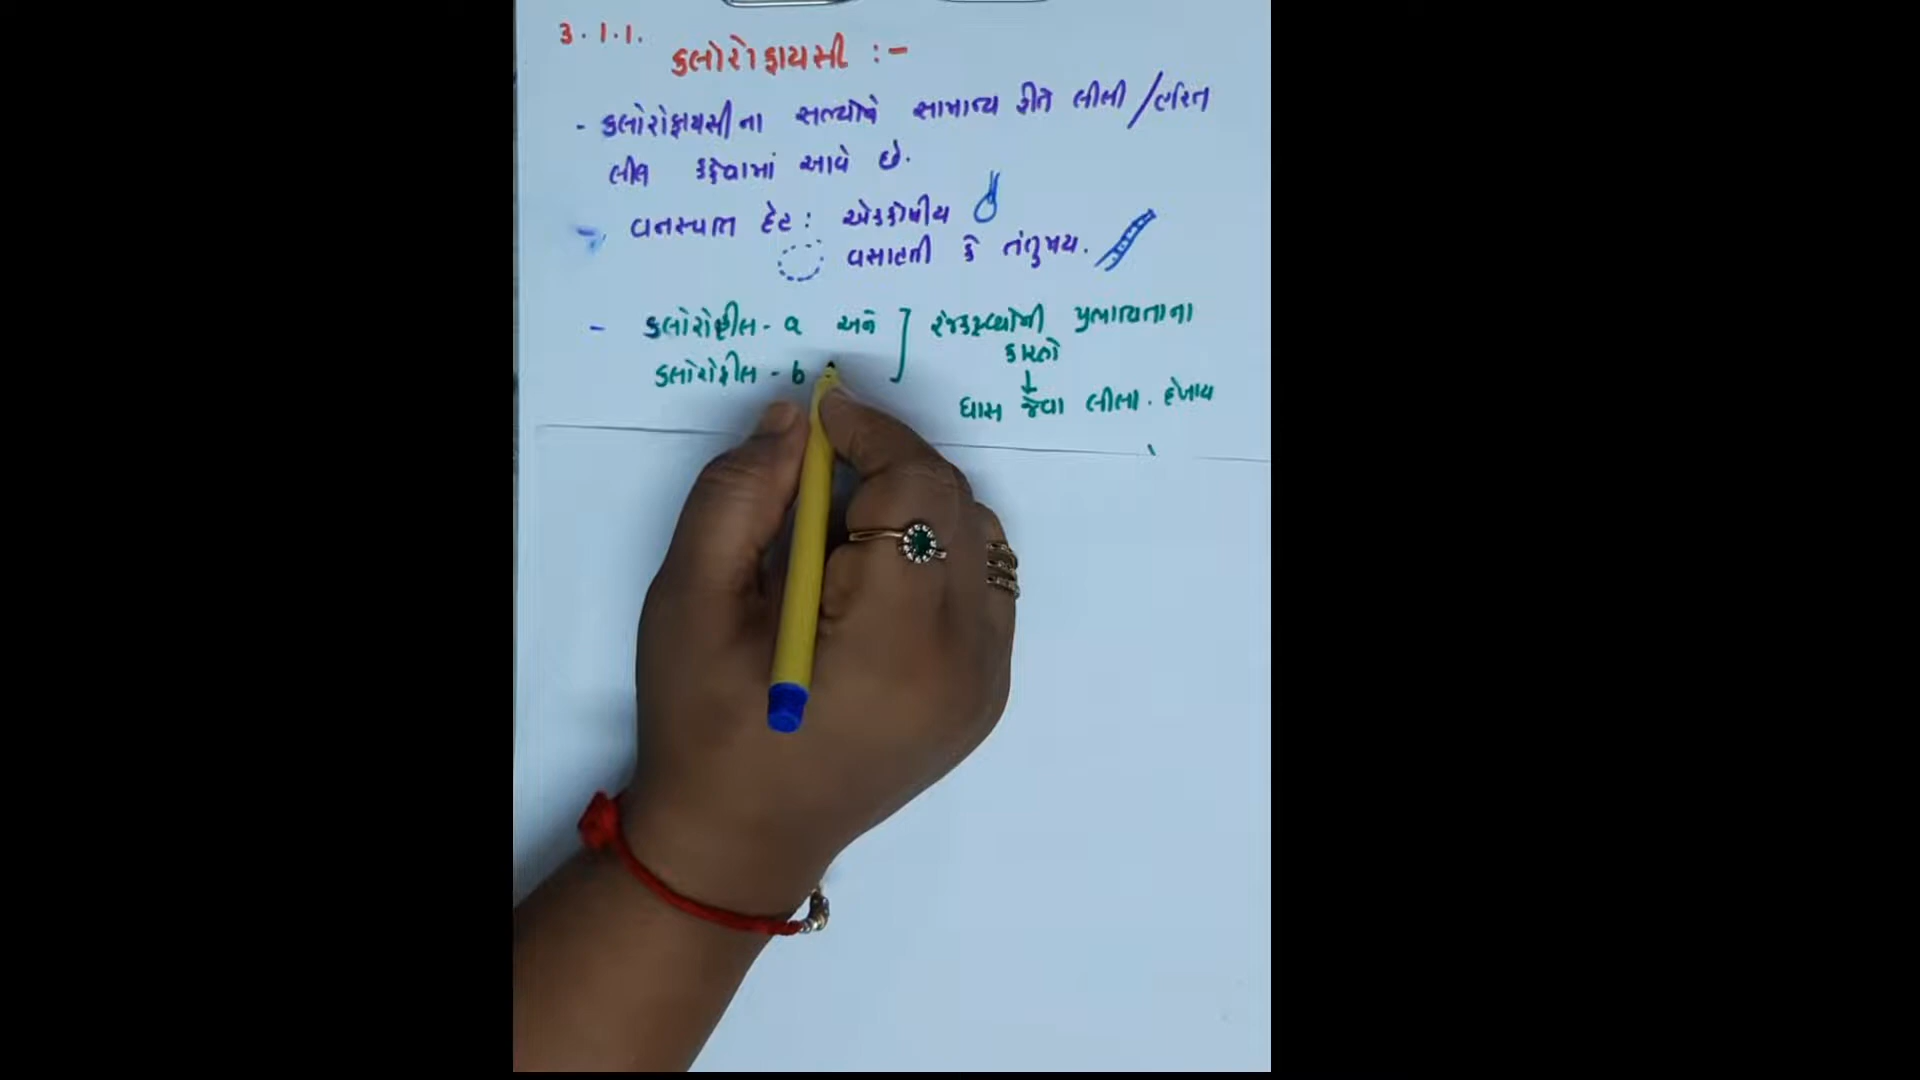 3.1.1.
ક્લોરોફાયસી :-
- ક્લોરોફાયસીના સભ્યોને સામાન્ય રીતે લીલી / હરિત
લીલ કહેવામાં આવે છે.
- વનસ્પતિ દેહ : એકકોષીય
વસાહતી કે તંતુમય.
- ક્લોરોફીલ - a અને ] રંજકદ્રવ્યોની પ્રભાવિતાના
કારણે
ક્લોરોફીલ - b
↓
ઘાસ જેવા લીલા. દેખાય